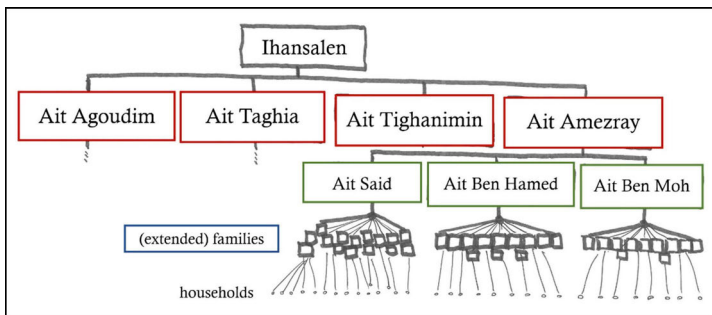 Ihansalen
Ait Agoudim
Ait Taghia
Ait Tighanimin
Ait Amezray
Ait Said
Ait Ben Hamed
Ait Ben Moh
(extended) families
households